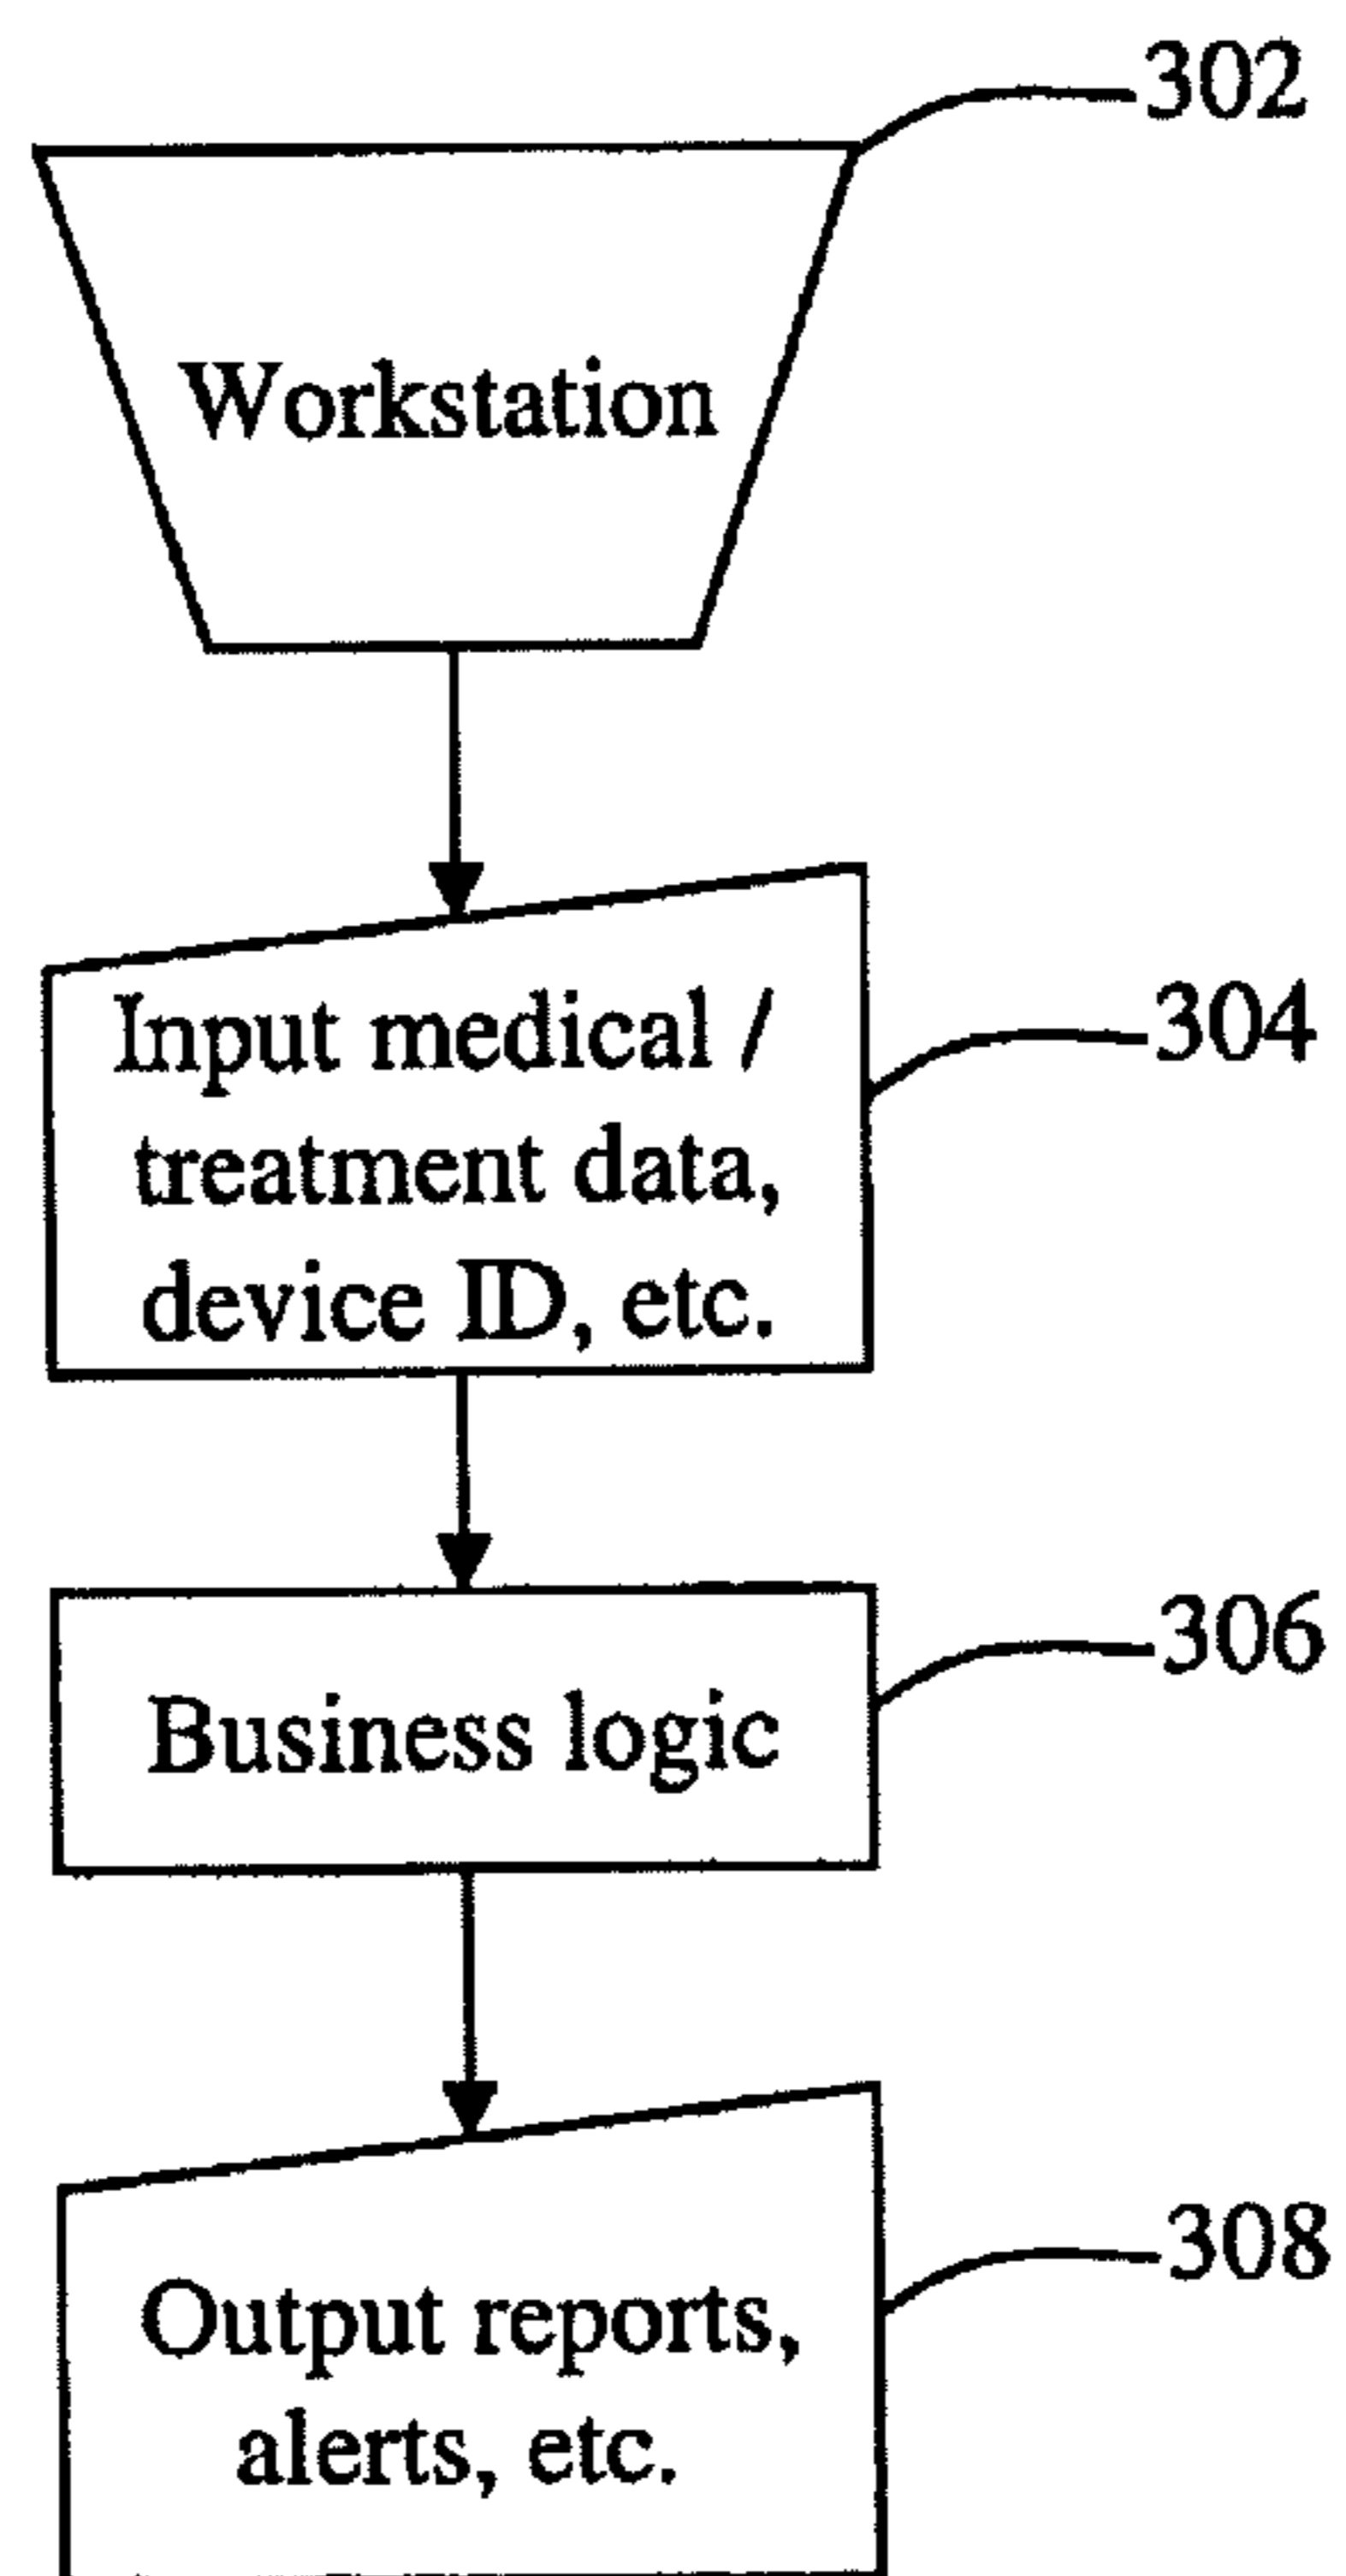 302
Workstation
304
Input medical /
treatment data,
device ID, etc.
306
Business logic
308
Output reports,
alerts, etc.